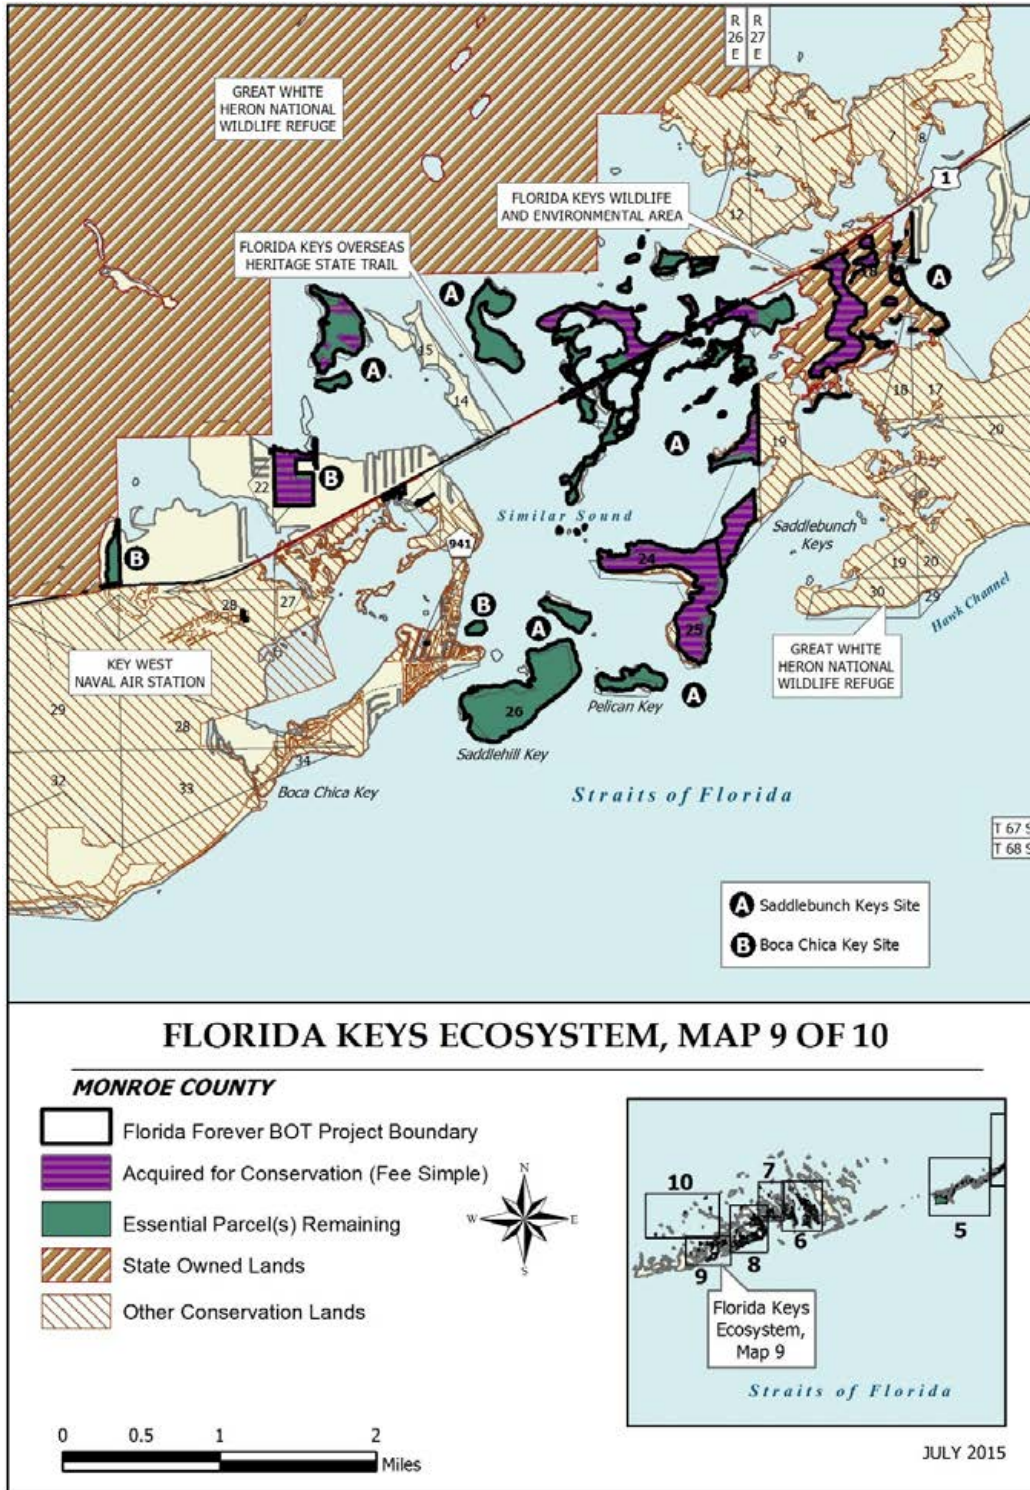 R
26
E
R
27
E
GREAT WHITE
HERON NATIONAL
WILDLIFE REFUGE
7
8
7
1
FLORIDA KEYS WILDLIFE
AND ENVIRONMENTAL AREA
12
FLORIDA KEYS OVERSEAS
HERITAGE STATE TRAIL
18
A
A
15
A
14
18
17
20
A
19
22
B
Similar Sound
Saddlebunch
Keys
941
24
B
19
20
30
29
Hawk Channel
28
27
B
A
25
GREAT WHITE
HERON NATIONAL
WILDLIFE REFUGE
KEY WEST
NAVAL AIR STATION
A
Pelican Key
29
28
26
Saddlehill Key
34
32
33
Boca Chica Key
Straits of Florida
T 67 S
T 68 S
A Saddlebunch Keys Site
B Boca Chica Key Site
FLORIDA KEYS ECOSYSTEM, MAP 9 OF 10
MONROE COUNTY
Florida Forever BOT Project Boundary
Acquired for Conservation (Fee Simple)
Essential Parcel(s) Remaining
State Owned Lands
Other Conservation Lands
N
W
E
S
10
7
6
5
8
9
Florida Keys
Ecosystem,
Map 9
Straits of Florida
0 0.5 1 2
Miles
JULY 2015